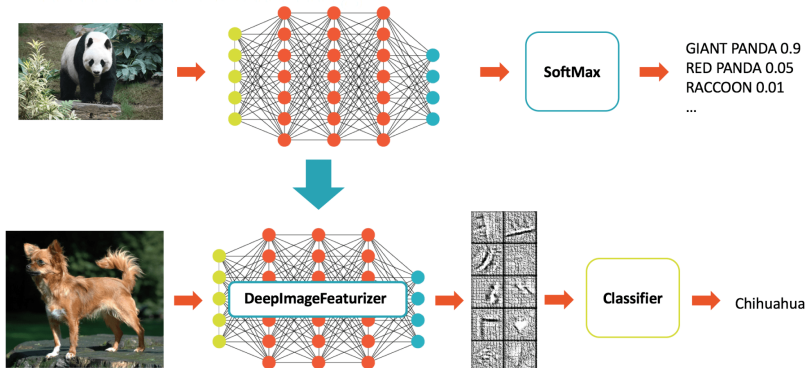 SoftMax
GIANT PANDA 0.9
RED PANDA 0.05
RACCOON 0.01
...
DeepImageFeaturizer
Classifier
Chihuahua